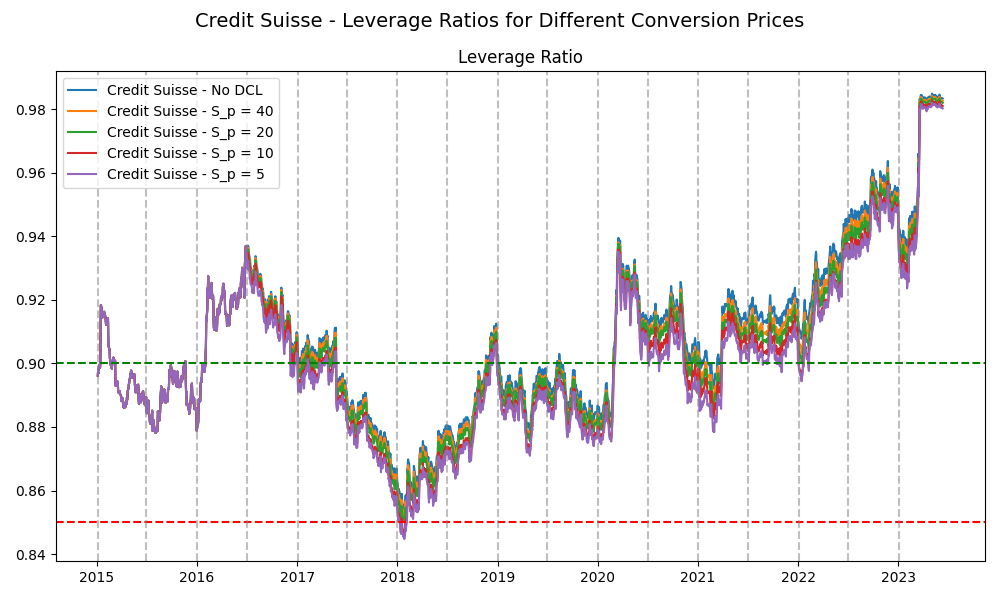 Credit Suisse - Leverage Ratios for Different Conversion Prices
Leverage Ratio
Credit Suisse - No DCL
Credit Suisse - S_p = 40
Credit Suisse - S_p = 20
Credit Suisse - S_p = 10
Credit Suisse - S_p = 5
0.98
0.96
0.94
0.92
0.90
0.88
0.86
0.84
2015 2016 2017 2018 2019 2020 2021 2022 2023